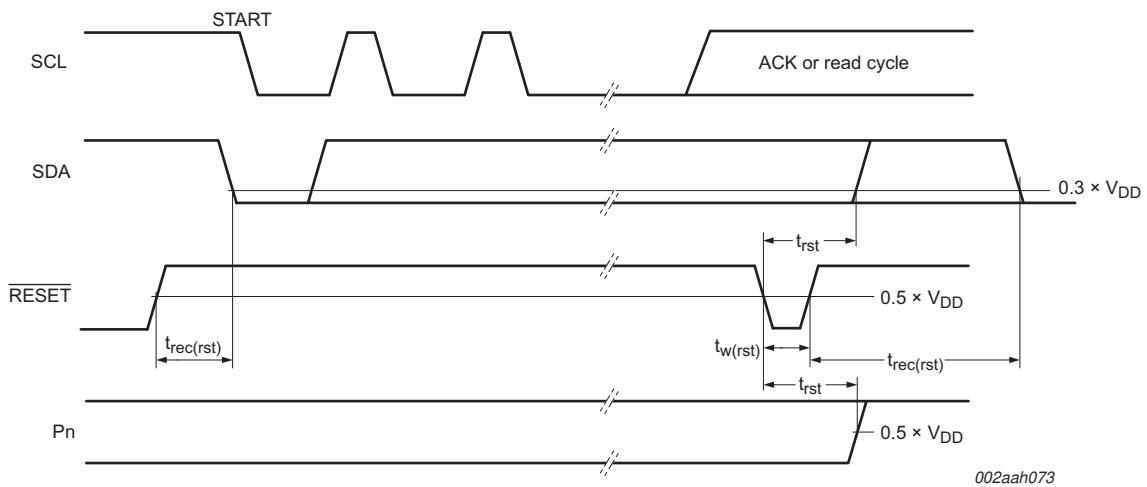 START
SCL
ACK or read cycle
SDA
0.3 × VDD
trst
RESET
0.5 × VDD
trec(rst)
tw(rst)
trec(rst)
trst
Pn
0.5 × VDD
002aah073